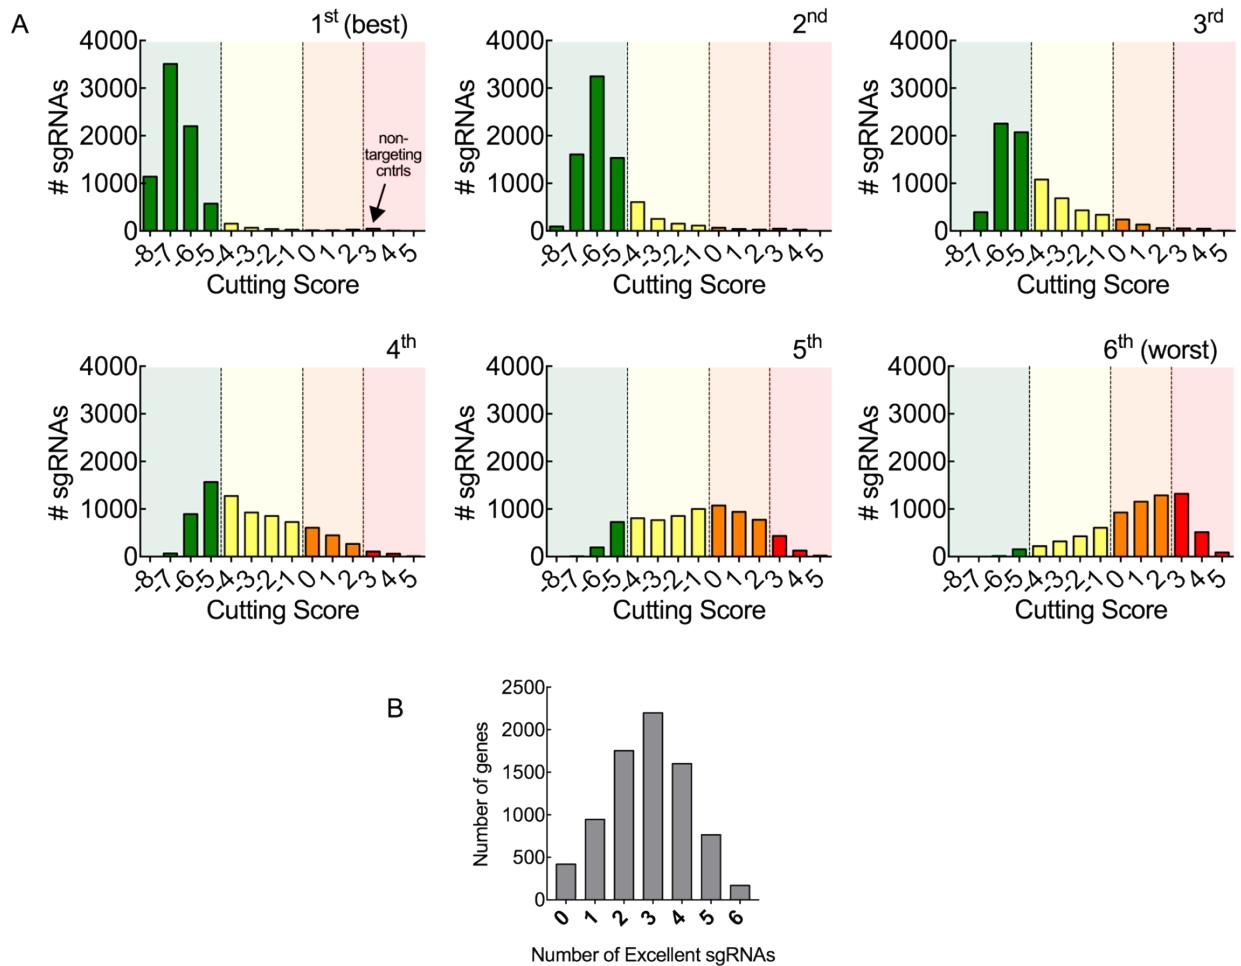 A
1st (best)
4000
3000
2000
1000
0
# sgRNAs
non-
targeting
cntrls
-8 -7 -6 -5 -4 -3 -2 -1 0 1 2 3 4 5
Cutting Score
2nd
4000
3000
2000
1000
0
# sgRNAs
-8 -7 -6 -5 -4 -3 -2 -1 0 1 2 3 4 5
Cutting Score
3rd
4000
3000
2000
1000
0
# sgRNAs
-8 -7 -6 -5 -4 -3 -2 -1 0 1 2 3 4 5
Cutting Score
4th
4000
3000
2000
1000
0
# sgRNAs
-8 -7 -6 -5 -4 -3 -2 -1 0 1 2 3 4 5
Cutting Score
5th
4000
3000
2000
1000
0
# sgRNAs
-8 -7 -6 -5 -4 -3 -2 -1 0 1 2 3 4 5
Cutting Score
6th (worst)
4000
3000
2000
1000
0
# sgRNAs
-8 -7 -6 -5 -4 -3 -2 -1 0 1 2 3 4 5
Cutting Score
B
2500
2000
1500
1000
500
0
Number of genes
0 1 2 3 4 5 6
Number of Excellent sgRNAs